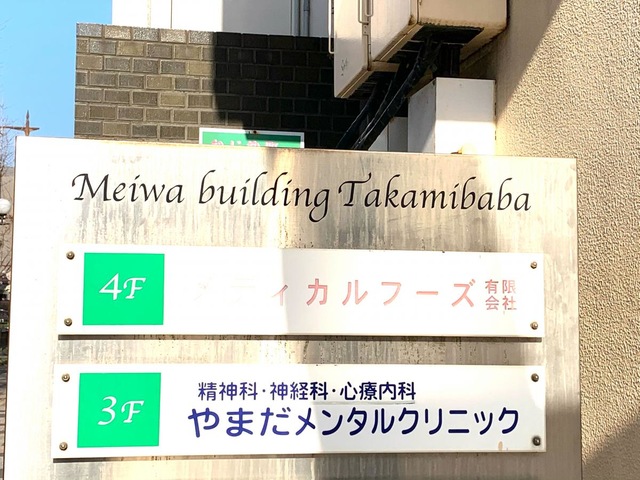 Meiwa building Takamibaba
4F
メディカルフーズ 有限会社
3F
精神科・神経科・心療内科
やまだメンタルクリニック